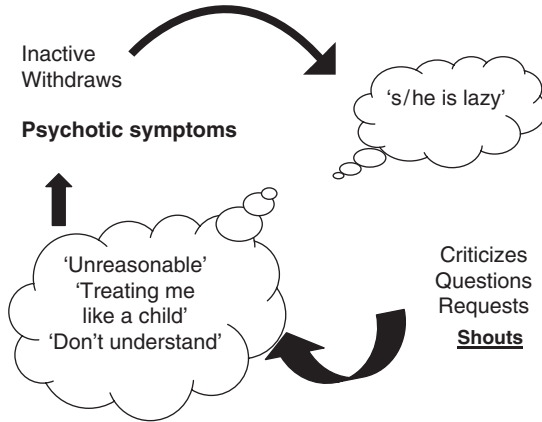 Inactive
Withdraws
Psychotic symptoms
‘s/he is lazy’
‘Unreasonable’
‘Treating me
like a child’
‘Don’t understand’
Criticizes
Questions
Requests
Shouts